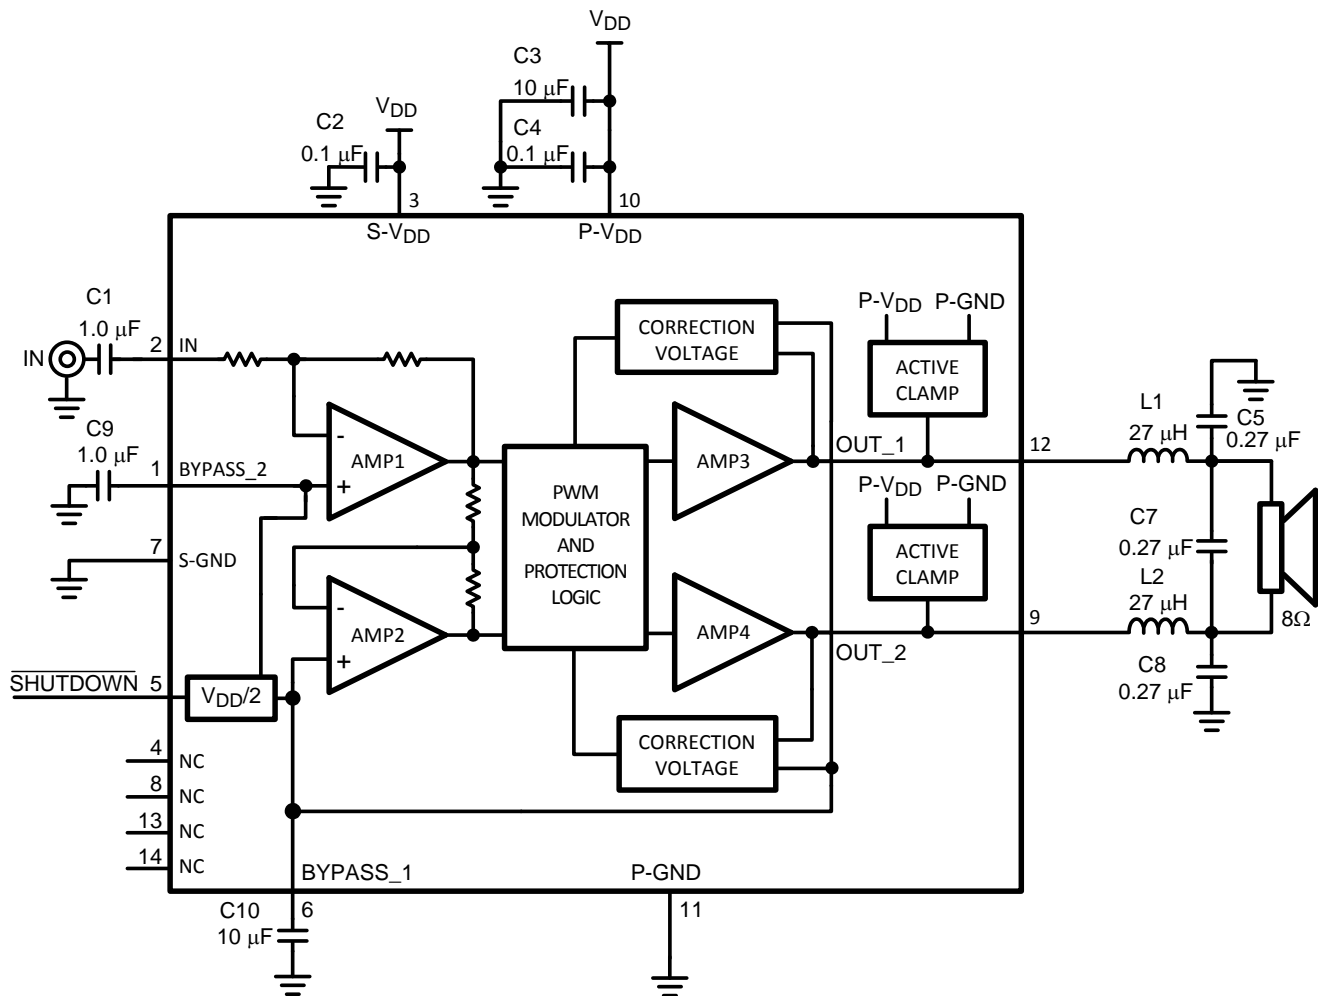 VDD
C3
10 µF
C4
0.1 µF
VDD
C2
0.1 µF
3
10
S-VDD
P-VDD
C1
1.0 µF
IN
2
IN
C9
1.0 µF
1
BYPASS_2
7
S-GND
SHUTDOWN
5
VDD/2
4
NC
8
NC
13
NC
14
NC
BYPASS_1
6
C10
10 µF
P-GND
11
-
+
AMP1
-
+
AMP2
PWM
MODULATOR
AND
PROTECTION
LOGIC
CORRECTION
VOLTAGE
AMP3
AMP4
CORRECTION
VOLTAGE
P-VDD
P-GND
ACTIVE
CLAMP
OUT_1
P-VDD
P-GND
ACTIVE
CLAMP
OUT_2
12
9
L1
27 µH
C5
0.27 µF
C7
0.27 µF
L2
27 µH
8Ω
C8
0.27 µF